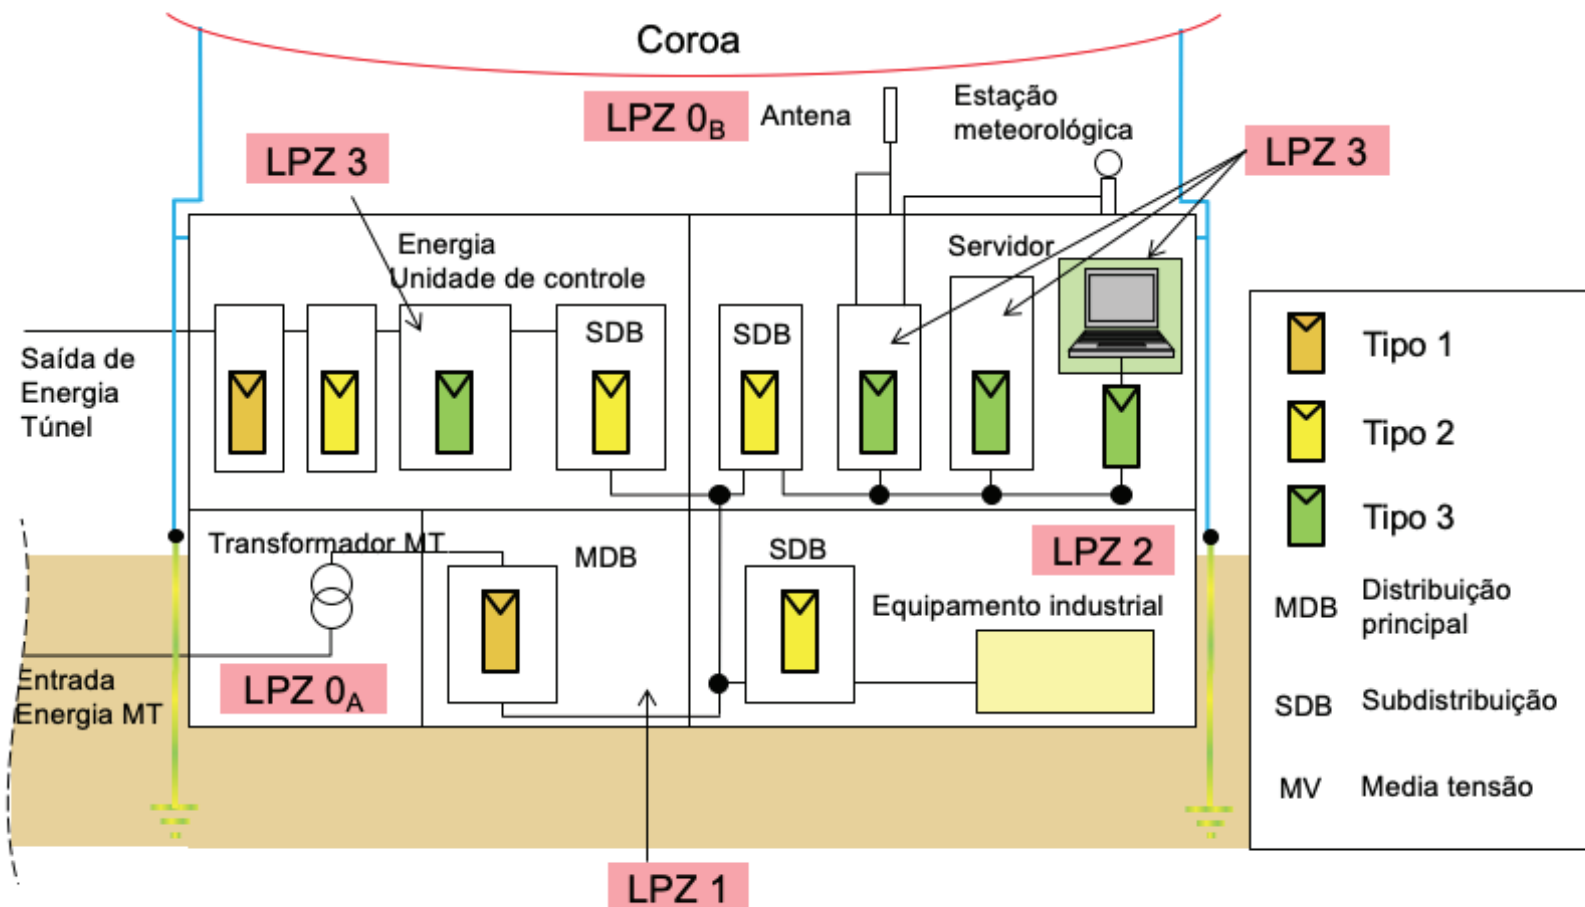 Coroa
LPZ 0B
Antena
Estação
meteorológica
LPZ 3
LPZ 3
Energia
Unidade de controle
Servidor
SDB
SDB
Saída de
Energia
Túnel
Transformador MT
MDB
SDB
LPZ 2
Equipamento industrial
LPZ 0A
Entrada
Energia MT
LPZ 1
Tipo 1
Tipo 2
Tipo 3
MDB Distribuição
principal
SDB Subdistribuição
MV Media tensão